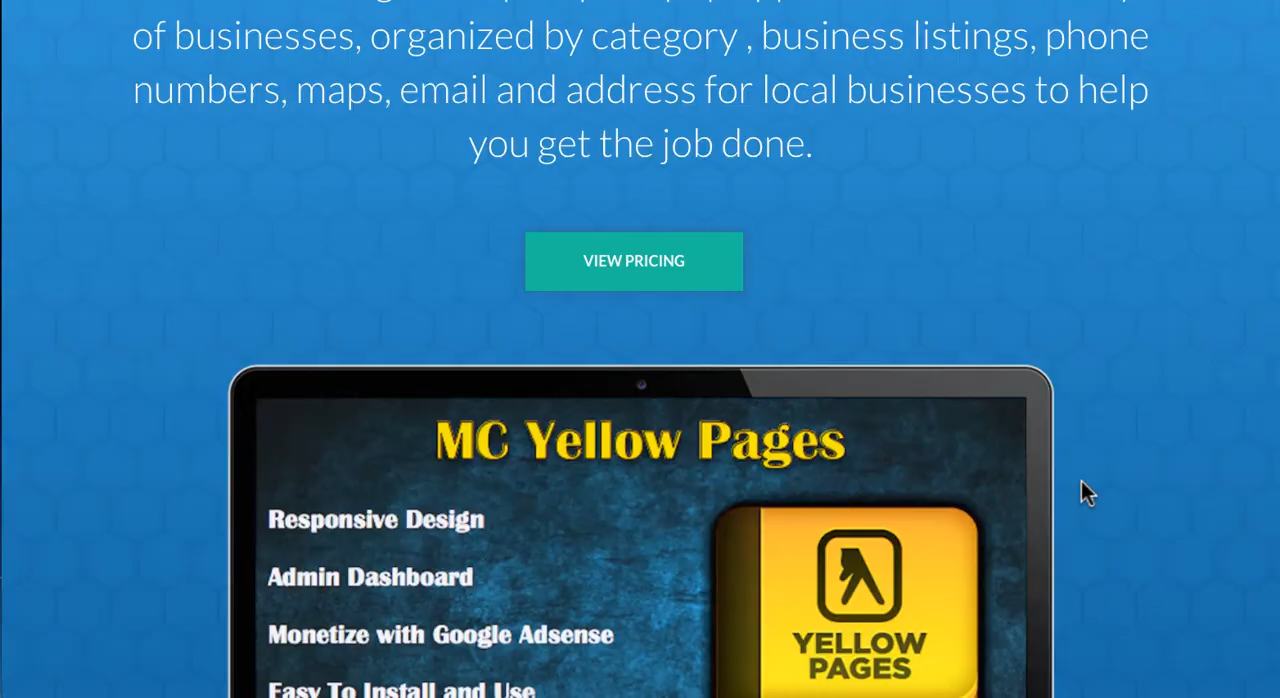 of businesses, organized by category , business listings, phone
numbers, maps, email and address for local businesses to help
you get the job done.
VIEW PRICING
MC Yellow Pages
Responsive Design
Admin Dashboard
Monetize with Google Adsense
Easy To Install and Use
YELLOW
PAGES